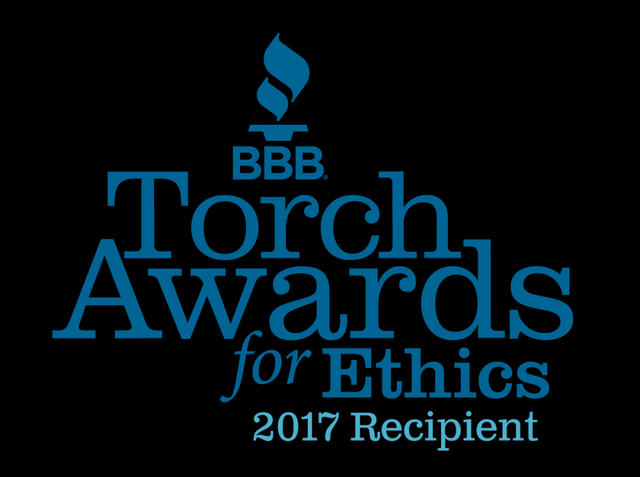 BBB®
Torch
Awards
for Ethics
2017 Recipient